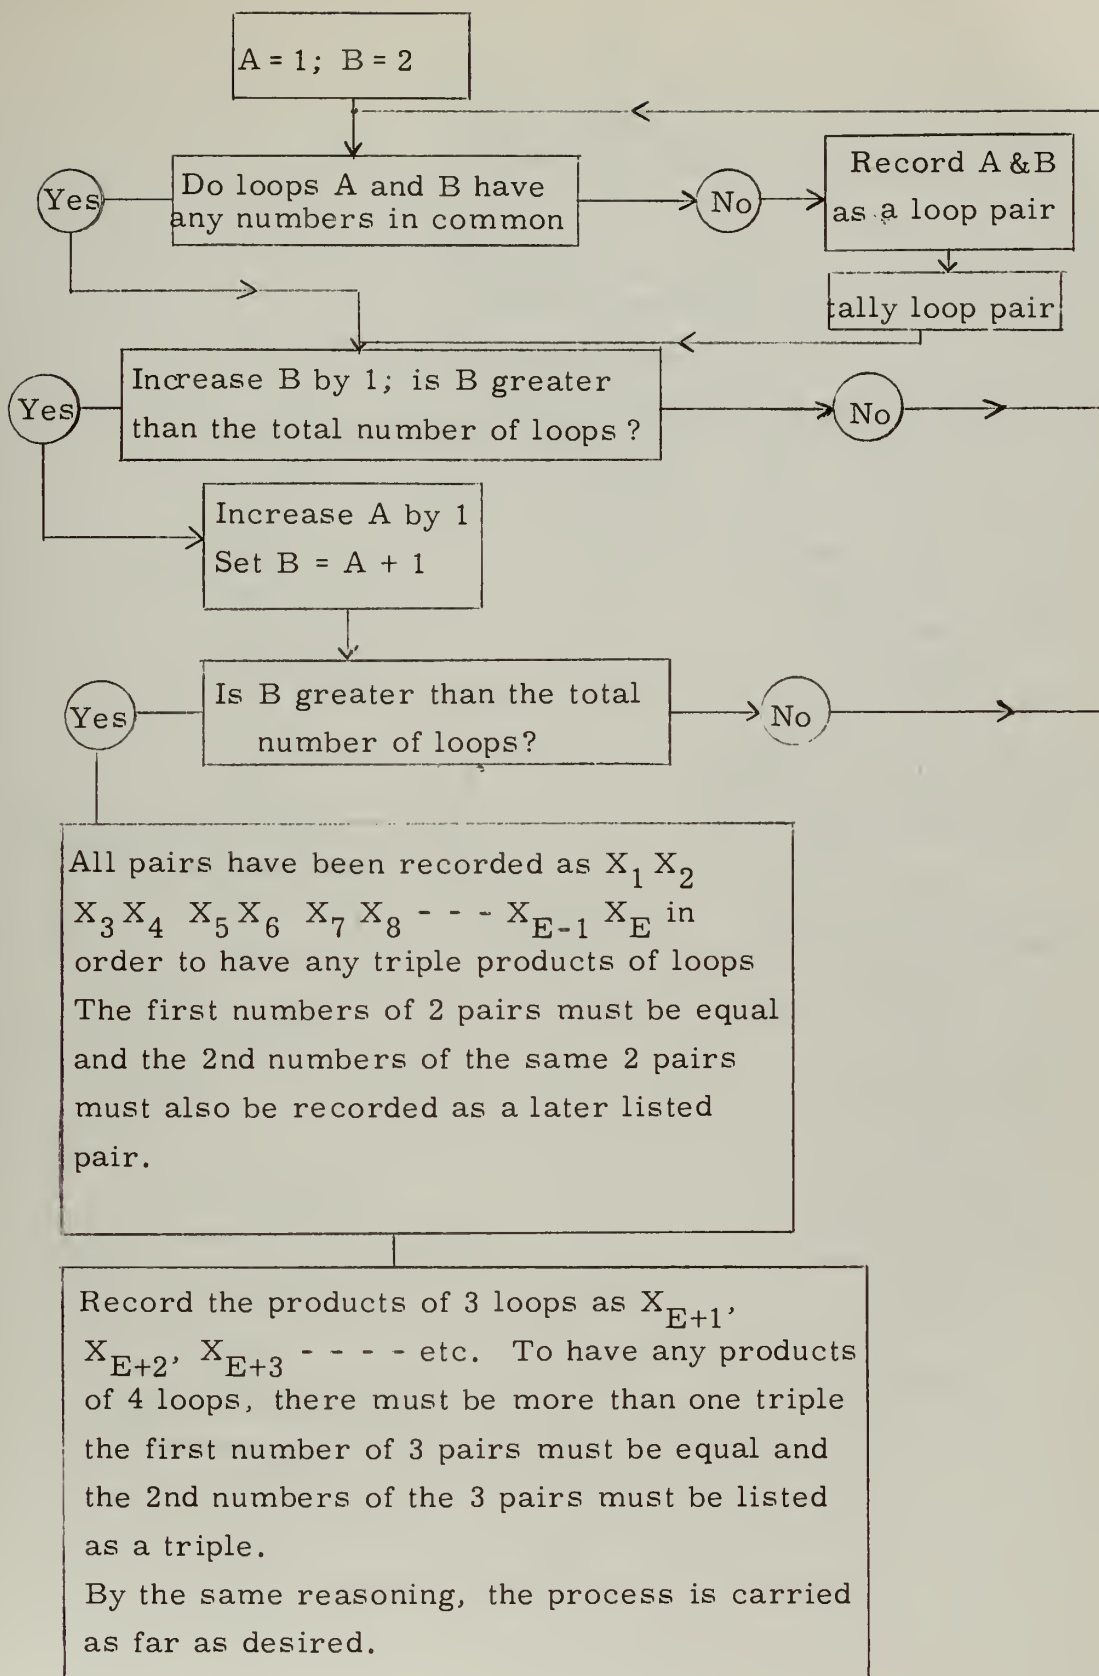 A = 1; B = 2
Yes
Do loops A and B have
any numbers in common
No
Record A & B
as a loop pair
tally loop pair
Yes
Increase B by 1; is B greater
than the total number of loops?
No
Increase A by 1
Set B = A + 1
Yes
Is B greater than the total
number of loops?
No
All pairs have been recorded as X₁ X₂
X₃ X₄ X₅ X₆ X₇ X₈ - - - X_E-1 X_E in
order to have any triple products of loops
The first numbers of 2 pairs must be equal
and the 2nd numbers of the same 2 pairs
must also be recorded as a later listed
pair.
Record the products of 3 loops as X_E+1,
X_E+2, X_E+3 - - - - etc. To have any products
of 4 loops, there must be more than one triple
the first number of 3 pairs must be equal and
the 2nd numbers of the 3 pairs must be listed
as a triple.
By the same reasoning, the process is carried
as far as desired.